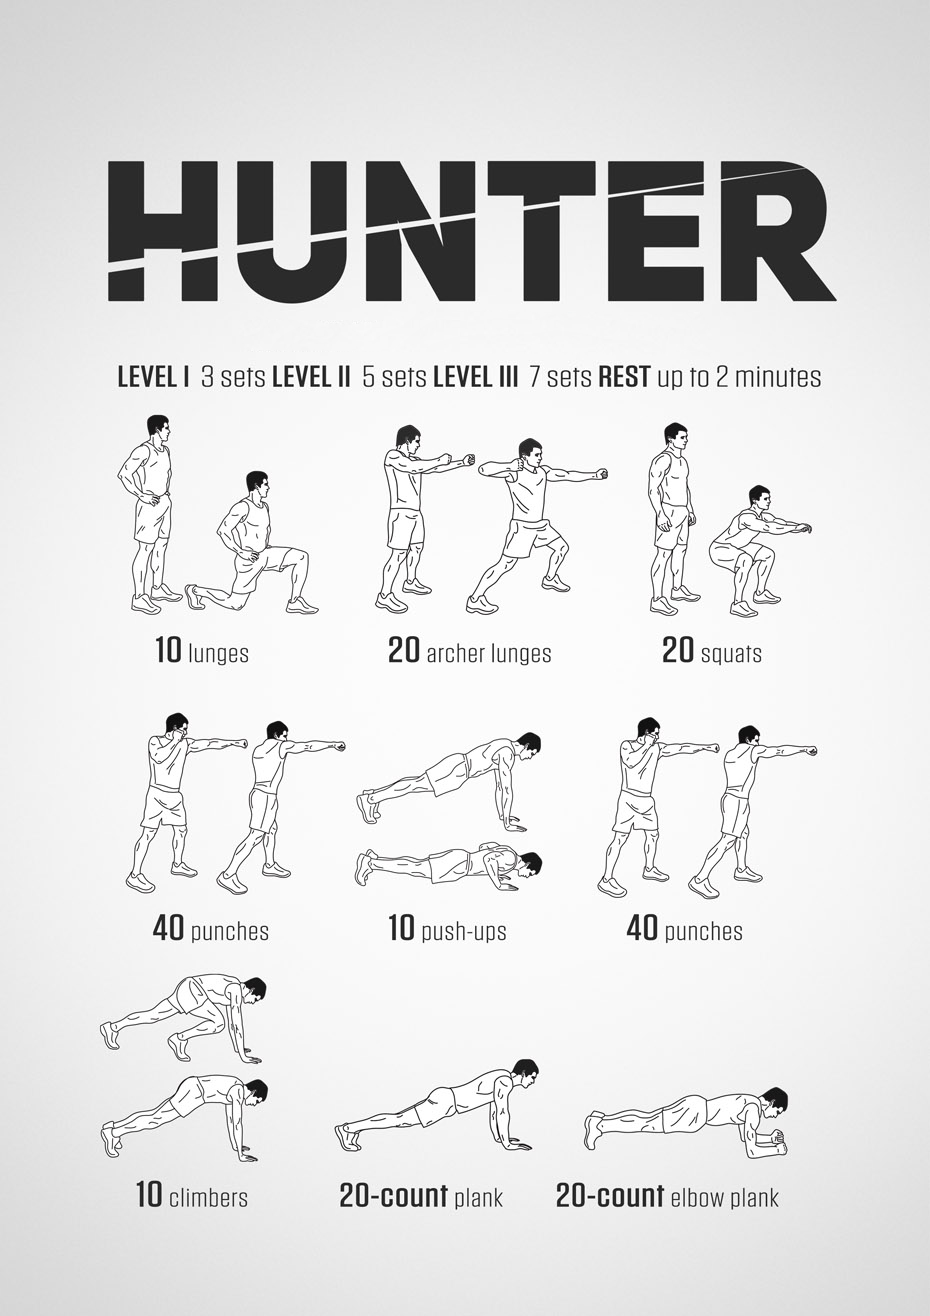 HUNTER
LEVEL I 3 sets LEVEL II 5 sets LEVEL III 7 sets REST up to 2 minutes
10 lunges
20 archer lunges
20 squats
40 punches
10 push-ups
40 punches
10 climbers
20-count plank
20-count elbow plank